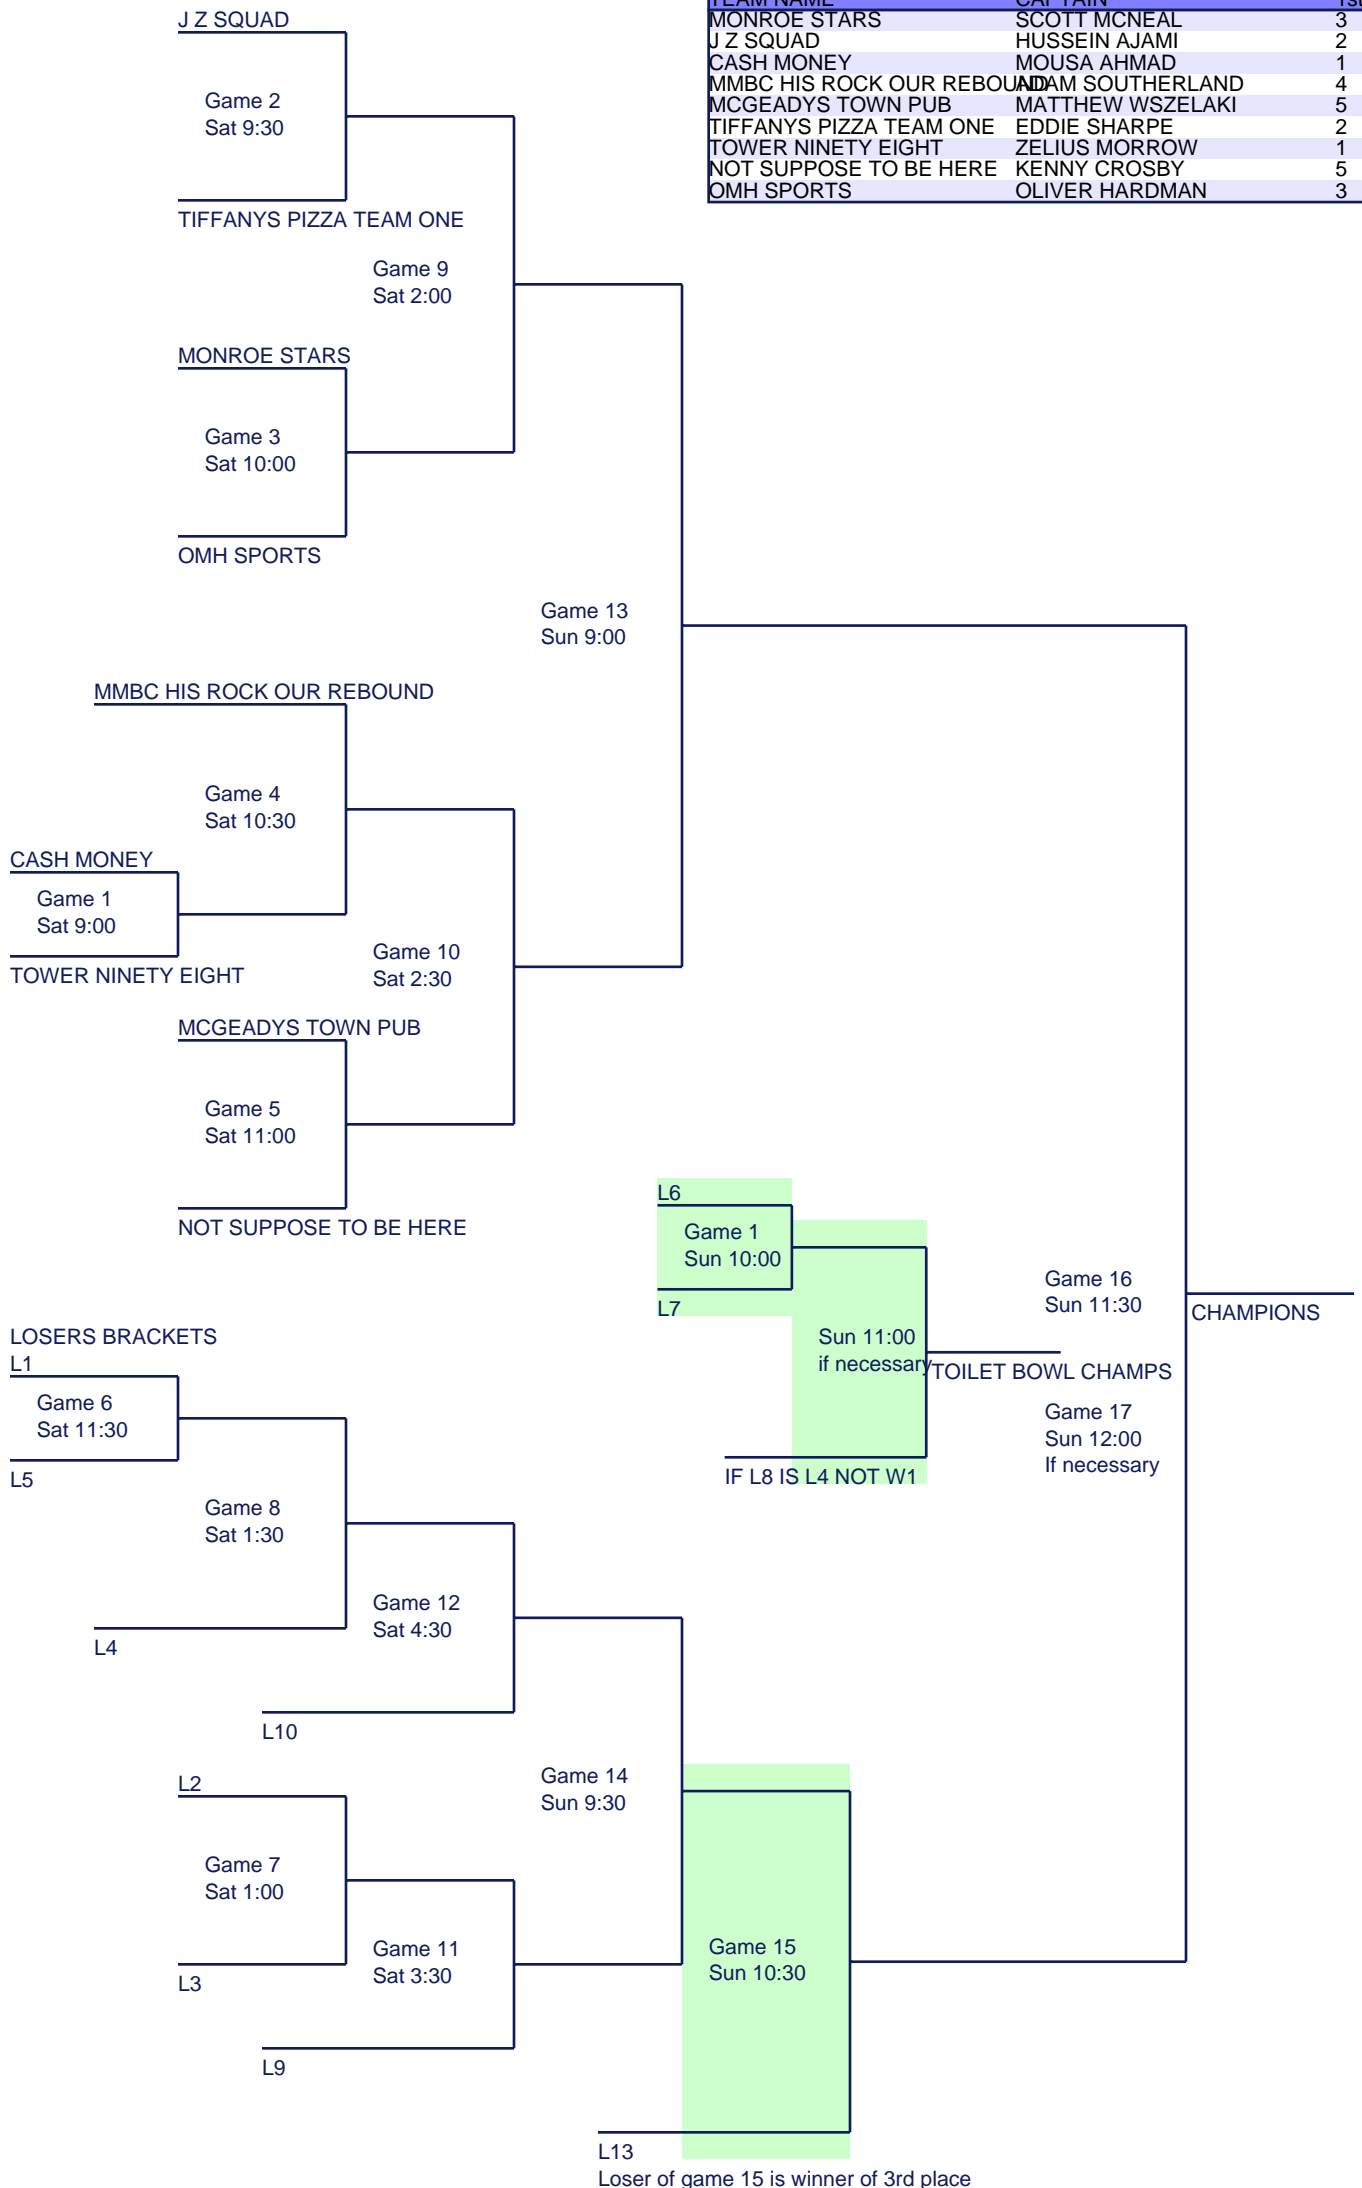 TEAM NAME CAPTAIN 1st
MONROE STARS SCOTT MCNEAL 3
J Z SQUAD HUSSEIN AJAMI 2
CASH MONEY MOUSA AHMAD 1
MMBC HIS ROCK OUR REBOUND ADAM SOUTHERLAND 4
MCGEADYS TOWN PUB MATTHEW WSZELAKI 5
TIFFANYS PIZZA TEAM ONE EDDIE SHARPE 2
TOWER NINETY EIGHT ZELIUS MORROW 1
NOT SUPPOSE TO BE HERE KENNY CROSBY 5
OMH SPORTS OLIVER HARDMAN 3
J Z SQUAD
Game 2
Sat 9:30
TIFFANYS PIZZA TEAM ONE
Game 9
Sat 2:00
MONROE STARS
Game 3
Sat 10:00
OMH SPORTS
Game 13
Sun 9:00
MMBC HIS ROCK OUR REBOUND
Game 4
Sat 10:30
CASH MONEY
Game 1
Sat 9:00
TOWER NINETY EIGHT
Game 10
Sat 2:30
MCGEADYS TOWN PUB
Game 5
Sat 11:00
NOT SUPPOSE TO BE HERE
L6
Game 1
Sun 10:00
L7
Sun 11:00
if necessary
TOILET BOWL CHAMPS
IF L8 IS L4 NOT W1
Game 16
Sun 11:30
CHAMPIONS
Game 17
Sun 12:00
If necessary
LOSERS BRACKETS
L1
Game 6
Sat 11:30
L5
Game 8
Sat 1:30
L4
Game 12
Sat 4:30
L10
Game 14
Sun 9:30
L2
Game 7
Sat 1:00
L3
Game 11
Sat 3:30
L9
Game 15
Sun 10:30
L13
Loser of game 15 is winner of 3rd place